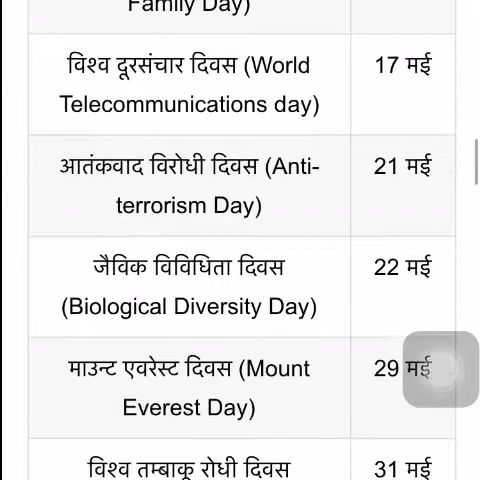 Family Day)
विश्व दूरसंचार दिवस (World
17 मई
Telecommunications day)
आतंकवाद विरोधी दिवस (Anti-
21 मई
terrorism Day)
जैविक विविधिता दिवस
22 मई
(Biological Diversity Day)
माउन्ट एवरेस्ट दिवस (Mount
29 मई
Everest Day)
विश्व तम्बाकू रोधी दिवस
31 मई